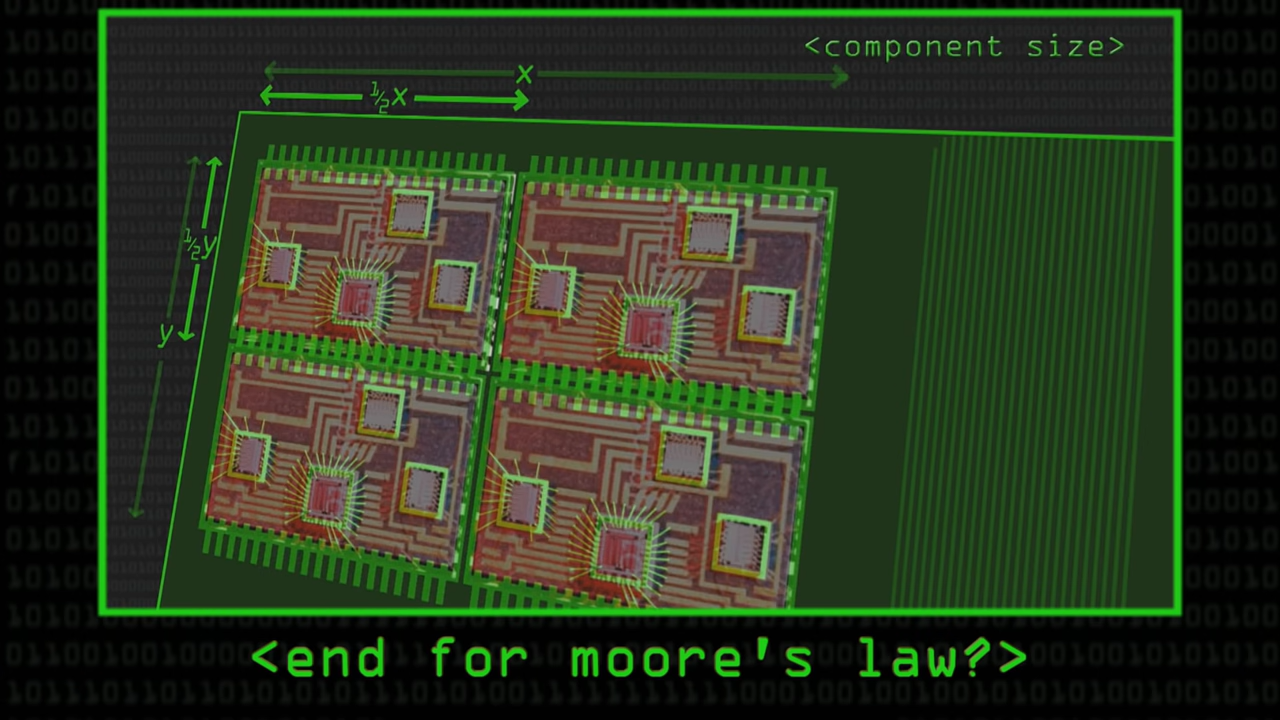 <component size>
x
½x
½y
y
<end for moore's law?>